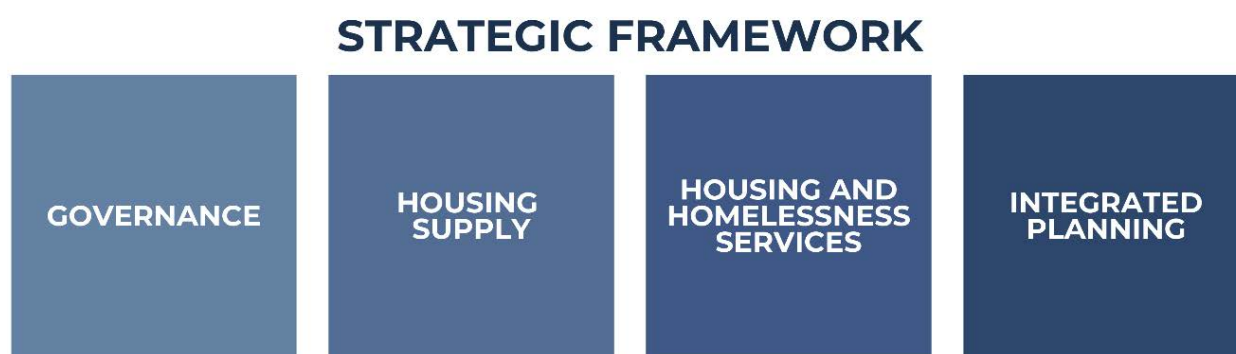 STRATEGIC FRAMEWORK
GOVERNANCE
HOUSING
SUPPLY
HOUSING AND
HOMELESSNESS
SERVICES
INTEGRATED
PLANNING